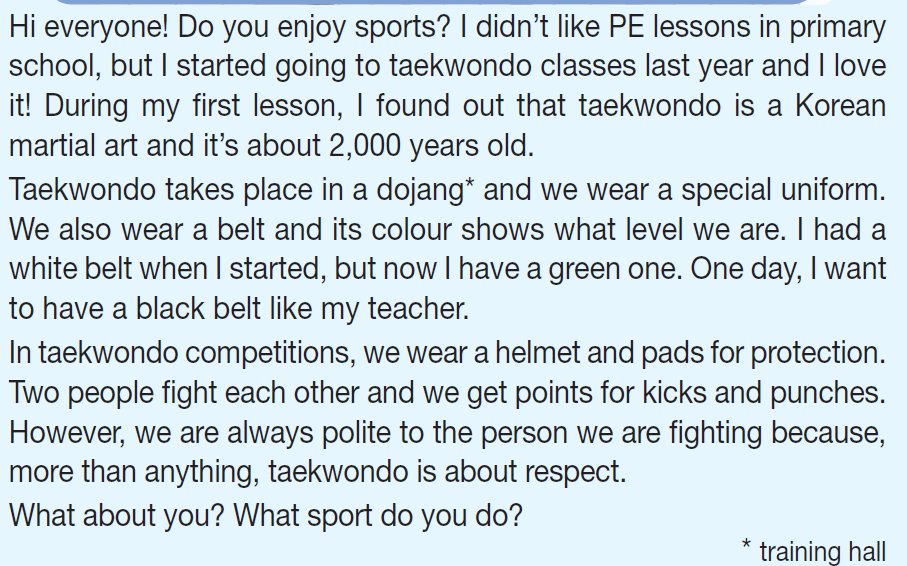 Hi everyone! Do you enjoy sports? I didn’t like PE lessons in primary
school, but I started going to taekwondo classes last year and I love
it! During my first lesson, I found out that taekwondo is a Korean
martial art and it’s about 2,000 years old.
Taekwondo takes place in a dojang* and we wear a special uniform.
We also wear a belt and its colour shows what level we are. I had a
white belt when I started, but now I have a green one. One day, I want
to have a black belt like my teacher.
In taekwondo competitions, we wear a helmet and pads for protection.
Two people fight each other and we get points for kicks and punches.
However, we are always polite to the person we are fighting because,
more than anything, taekwondo is about respect.
What about you? What sport do you do?
* training hall